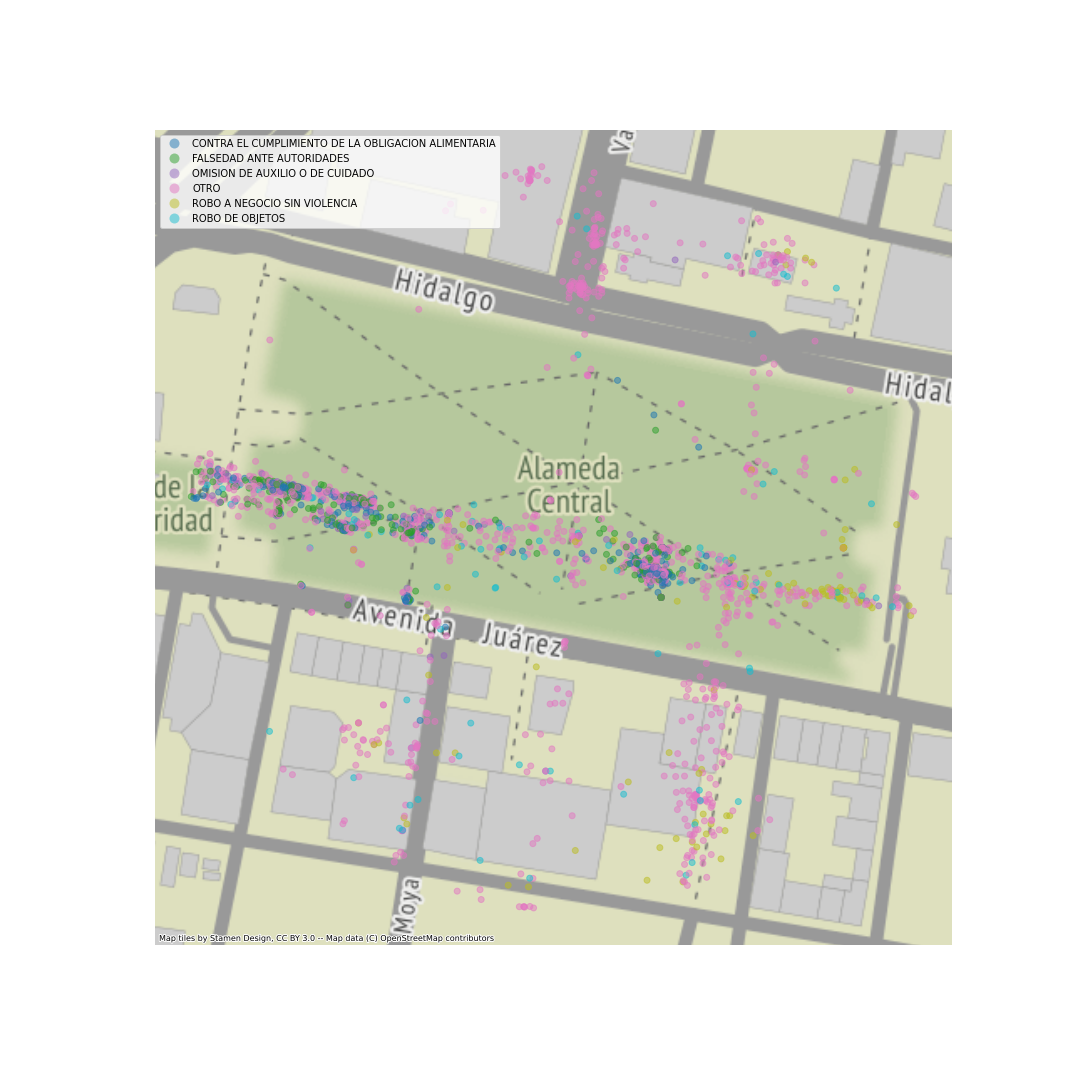 Va
CONTRA EL CUMPLIMIENTO DE LA OBLIGACION ALIMENTARIA
FALSEDAD ANTE AUTORIDADES
OMISION DE AUXILIO O DE CUIDADO
OTRO
ROBO A NEGOCIO SIN VIOLENCIA
ROBO DE OBJETOS
Hidalgo
Hidal
Alameda
Central
de l
ridad
Avenida Juárez
Moya
Map tiles by Stamen Design, CC BY 3.0 -- Map data (C) OpenStreetMap contributors